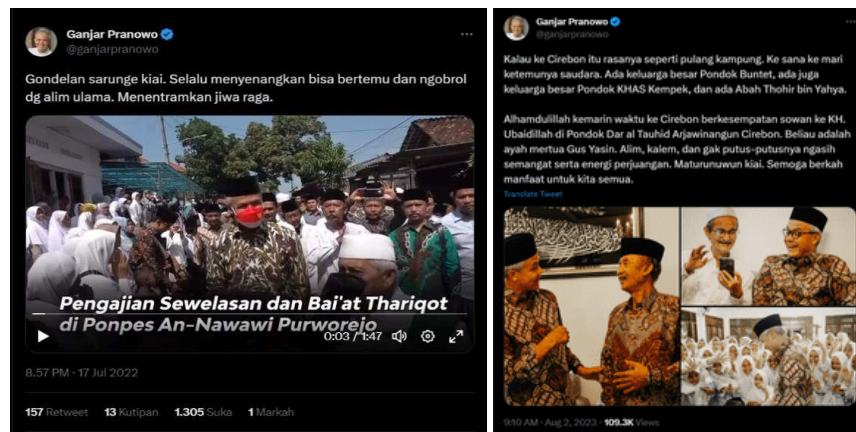 Ganjar Pranowo
@ganjarpranowo
Gondelan sarunge kiai. Selalu menyenangkan bisa bertemu dan ngobrol
dg alim ulama. Menentramkan jiwa raga.
Pengajian Sewelasan dan Bai'at Thariqot
di Ponpes An-Nawawi Purworejo
0:03 / 1:47
8.57 PM · 17 Jul 2022
157 Retweet 13 Kutipan 1.305 Suka 1 Markah
Ganjar Pranowo
@ganjarpranowo
Kalau ke Cirebon itu rasanya seperti pulang kampung. Ke sana ke mari
ketemunya saudara. Ada keluarga besar Pondok Buntet, ada juga
keluarga besar Pondok KHAS Kempek, dan ada Abah Thohir bin Yahya.
Alhamdulillah kemarin waktu ke Cirebon berkesempatan sowan ke KH.
Ubaidillah di Pondok Dar al Tauhid Arjawinangun Cirebon. Beliau adalah
ayah mertua Gus Yasin. Alim, kalem, dan gak putus-putusnya ngasih
semangat serta energi perjuangan. Maturunuwun kiai. Semoga berkah
manfaat untuk kita semua.
Translate Tweet
9:10 AM · Aug 2, 2023 · 109.3K Views